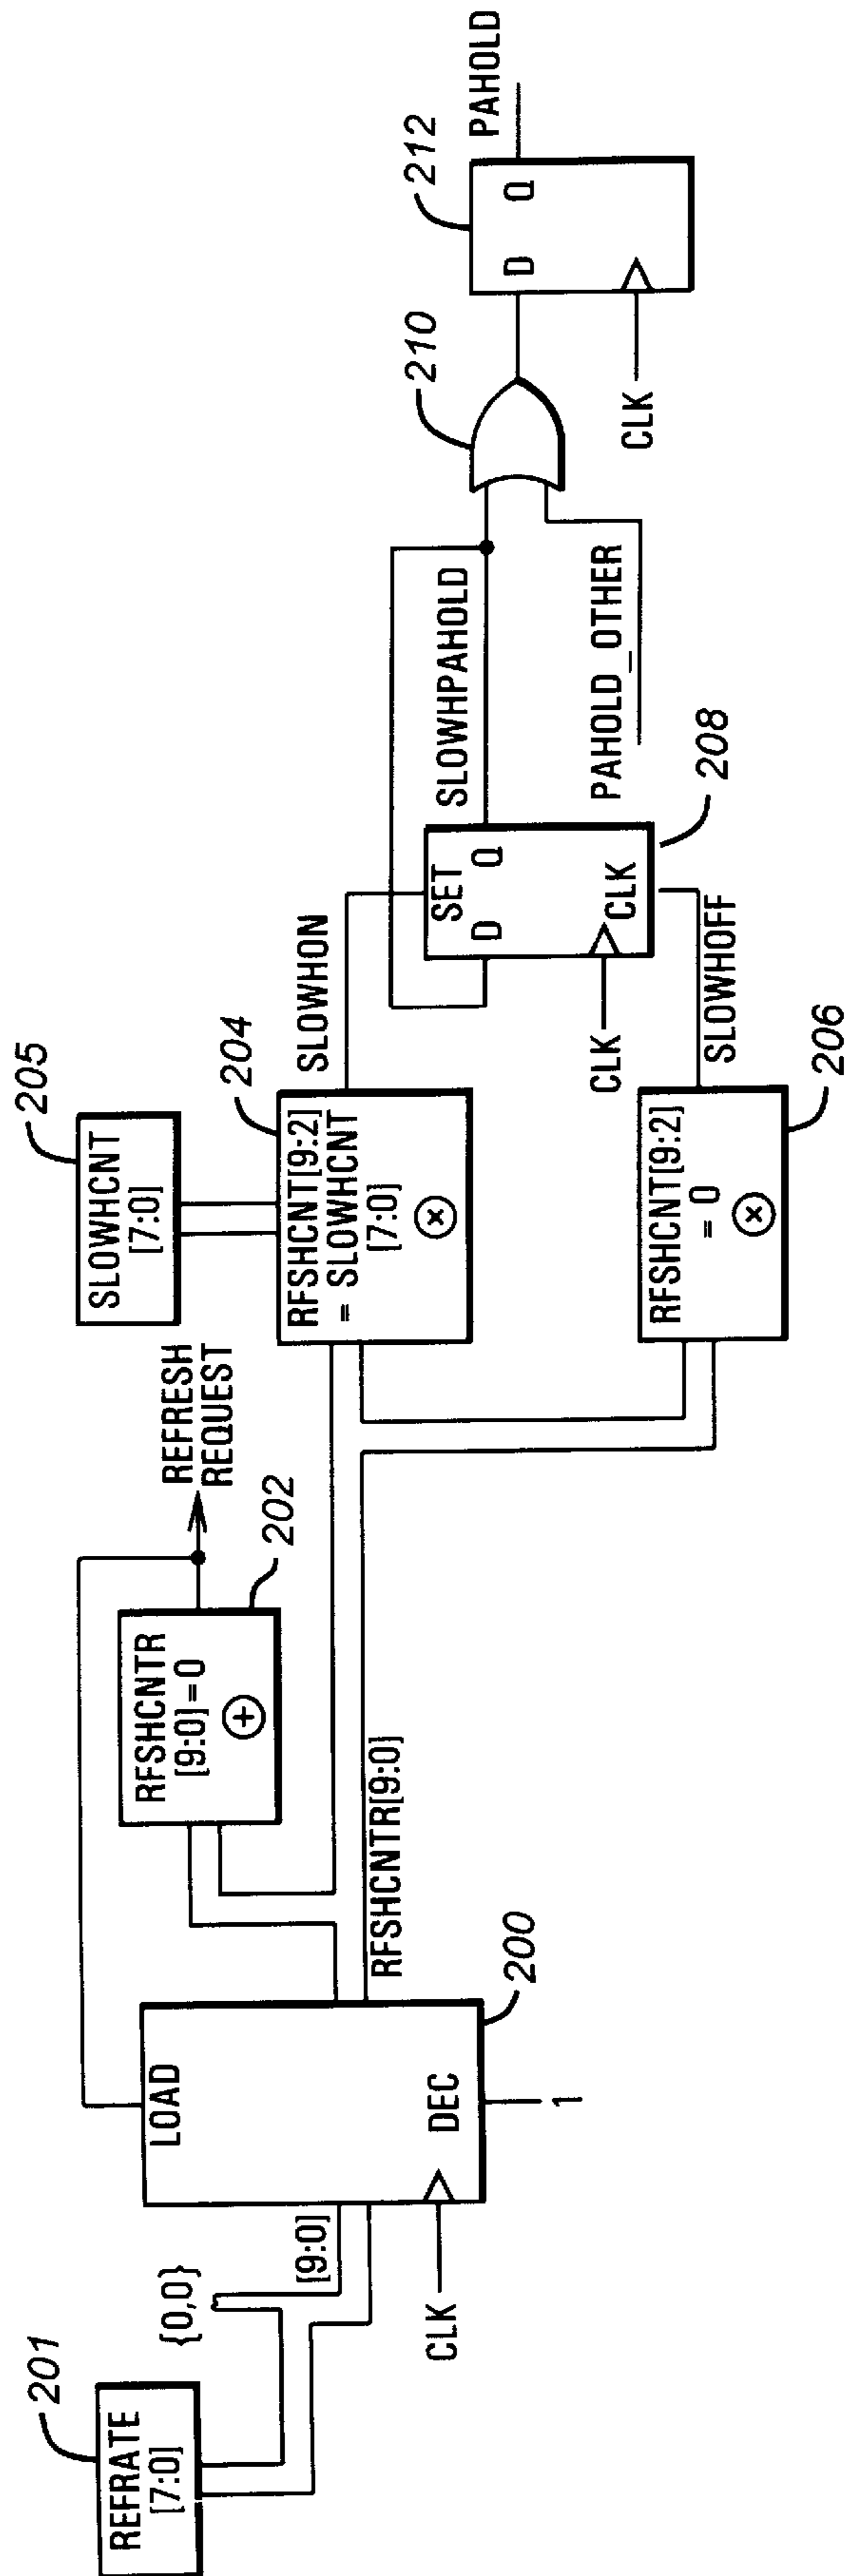 201
REFRATE
[7:0]
{0,0}
[9:0]
CLK
LOAD
DEC
1
200
RFSHCNTR[9:0]
RFSHCNTR
[9:0]=0
+
202
REFRESH
REQUEST
205
SLOWHCNT
[7:0]
204
RFSHCNT[9:2]
= SLOWHCNT
[7:0]
×
RFSHCNT[9:2]
= 0
×
206
SLOWHON
SLOWHOFF
CLK
SET
D Q
CLK
208
SLOWHPAHOLD
PAHOLD_OTHER
210
CLK
212
D Q
PAHOLD